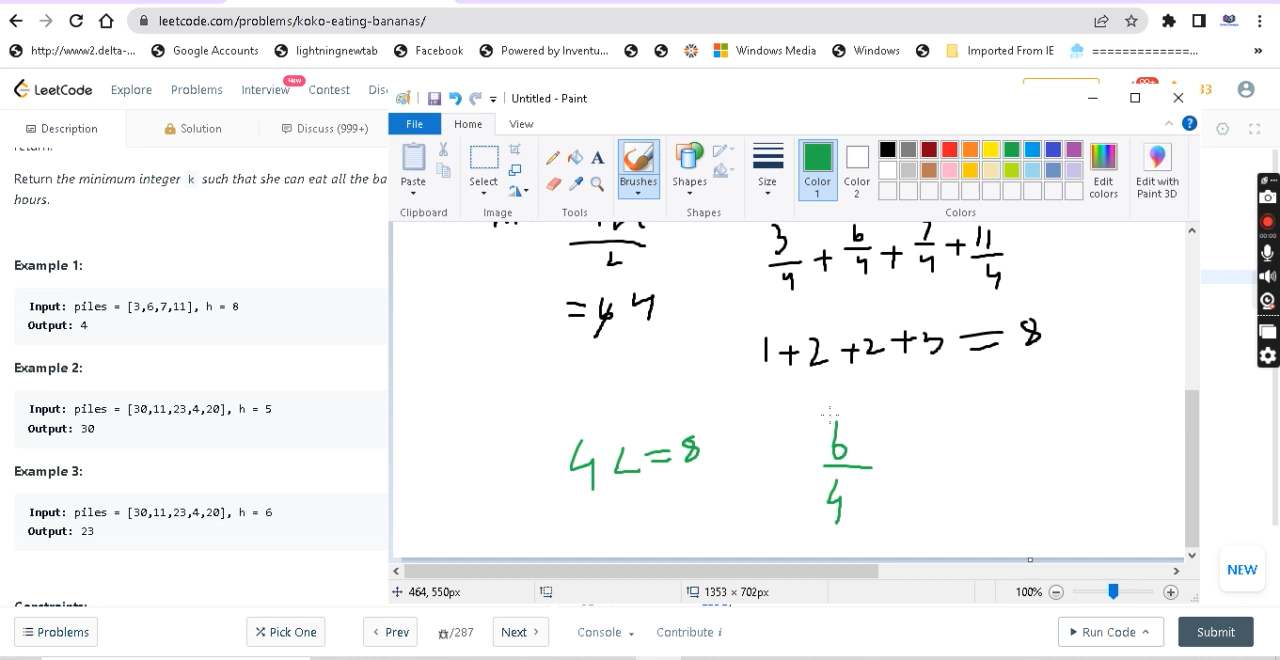 leetcode.com/problems/koko-eating-bananas/
http://www2.delta-... Google Accounts lightningnewtab Facebook Powered by Inventu... Windows Media Windows Imported From IE ============... »
LeetCode Explore Problems Interview New Contest Dis 99+ 33
Untitled - Paint
File Home View
Description Solution Discuss (999+)
return.
Return the minimum integer k such that she can eat all the ba
hours.
Paste Select Brushes Shapes Size Color 1 Color 2 Edit colors Edit with Paint 3D
Clipboard Image Tools Shapes Colors
Example 1:
Input: piles = [3,6,7,11], h = 8
Output: 4
Example 2:
Input: piles = [30,11,23,4,20], h = 5
Output: 30
Example 3:
Input: piles = [30,11,23,4,20], h = 6
Output: 23
Constraints:
3/4 + 6/4 + 7/4 + 11/4
= 4
1+2+2+3 = 8
4 <= 8
6
4
00:00
NEW
464, 550px 1353 × 702px 100%
Problems Pick One Prev /287 Next Console Contribute i Run Code Submit